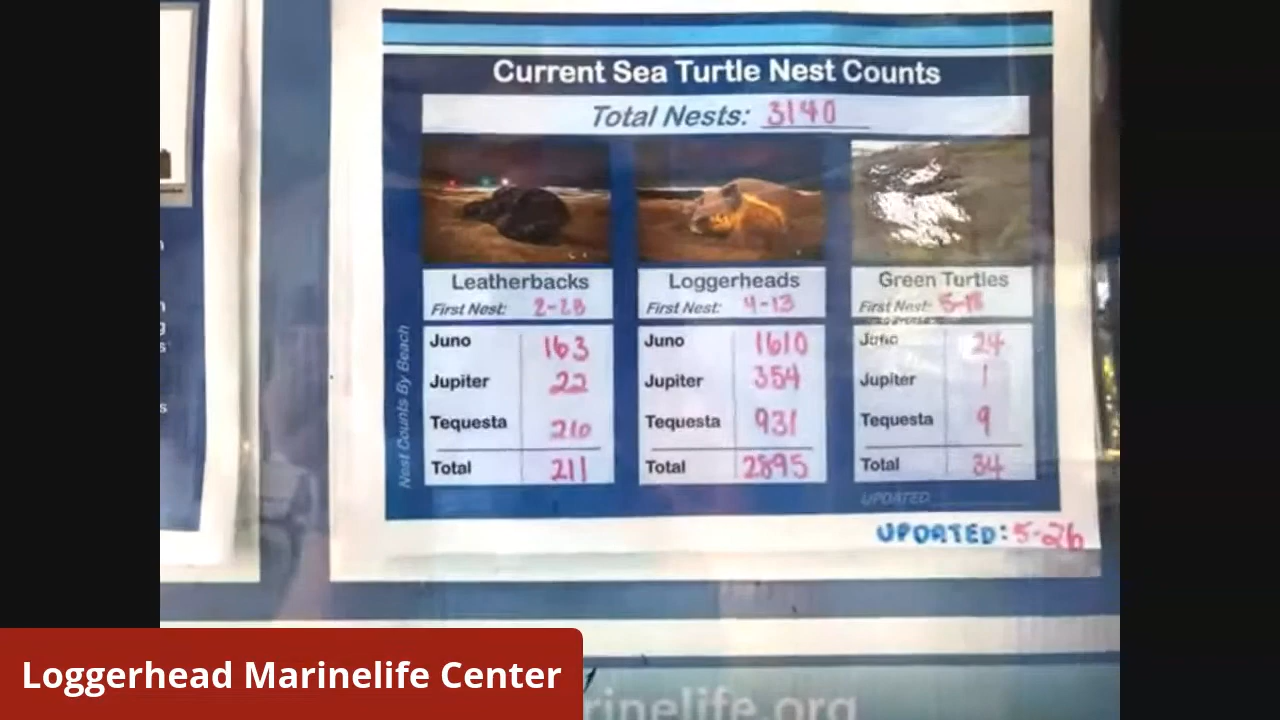 Current Sea Turtle Nest Counts
Total Nests: 3140
Leatherbacks
First Nest: 2-23
Juno 163
Jupiter 22
Tequesta 210
Total 211
Loggerheads
First Nest: 4-13
Juno 1610
Jupiter 354
Tequesta 931
Total 2895
Green Turtles
First Nest: 5-18
Juno 24
Jupiter 1
Tequesta 9
Total 34
Nest Counts By Beach
UPDATED
UPDATED: 5-26
Loggerhead Marinelife Center
rinelife.org